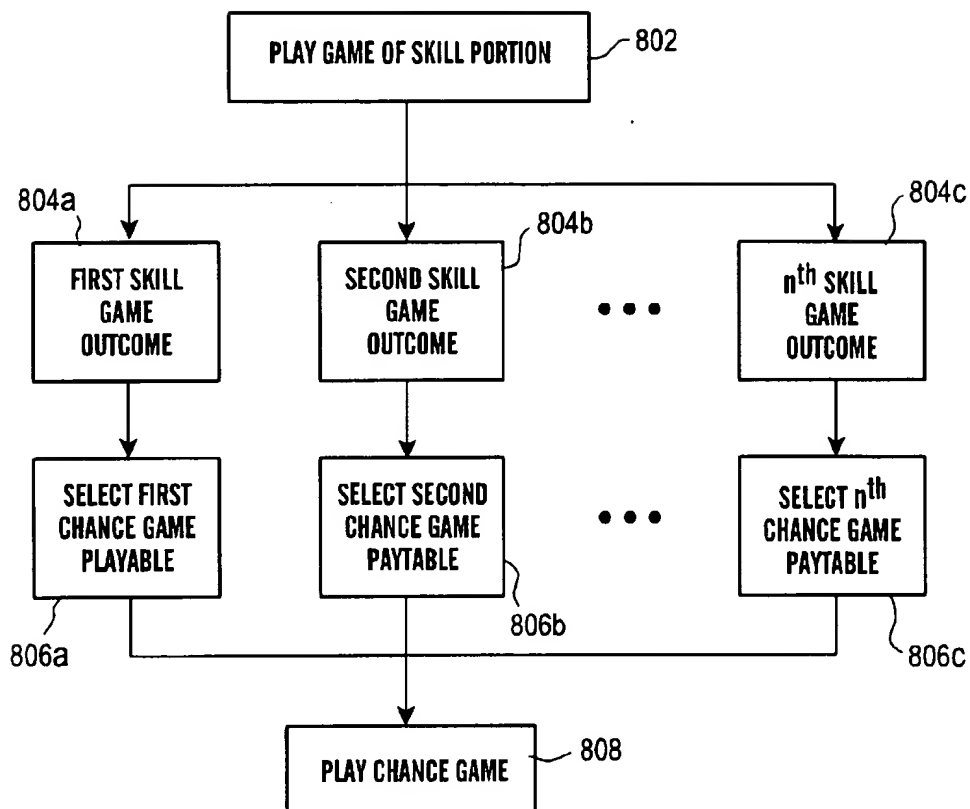 PLAY GAME OF SKILL PORTION
802
804a
804b
804c
FIRST SKILL
GAME
OUTCOME
SECOND SKILL
GAME
OUTCOME
nth SKILL
GAME
OUTCOME
SELECT FIRST
CHANCE GAME
PLAYABLE
SELECT SECOND
CHANCE GAME
PAYTABLE
SELECT nth
CHANCE GAME
PAYTABLE
806a
806b
806c
PLAY CHANCE GAME
808